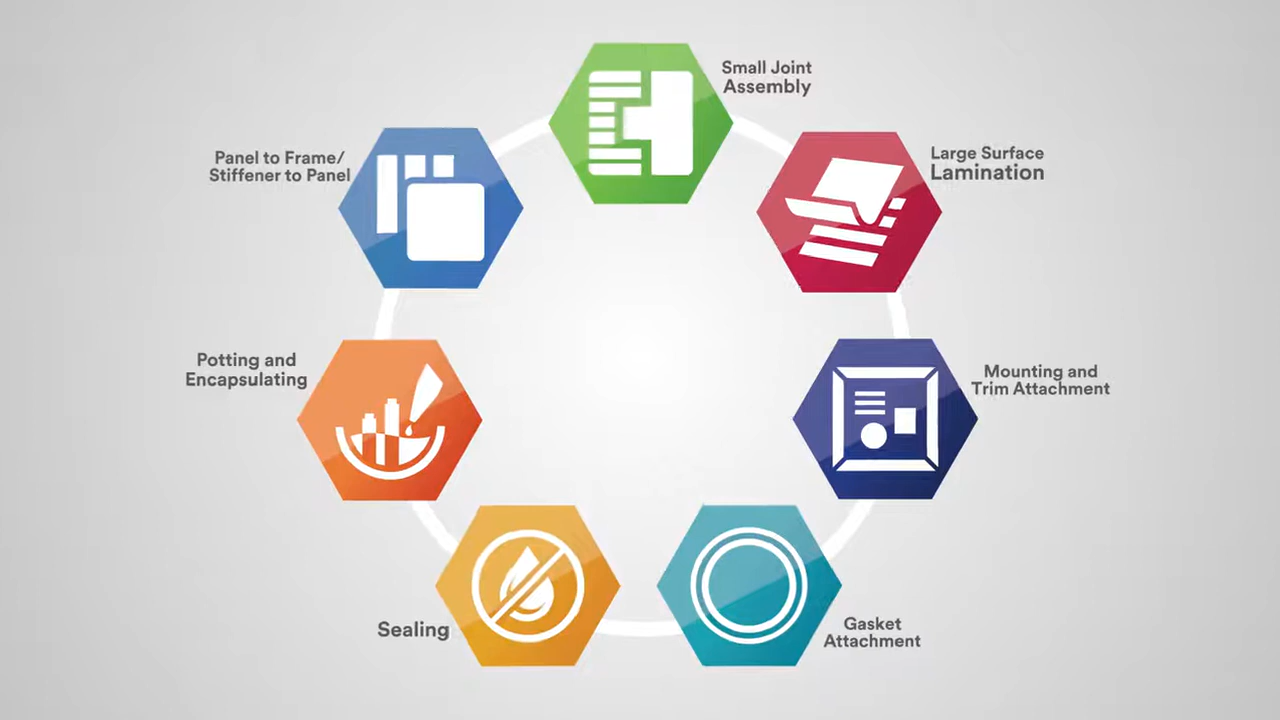 Small Joint
Assembly
Large Surface
Lamination
Mounting and
Trim Attachment
Gasket
Attachment
Sealing
Potting and
Encapsulating
Panel to Frame/
Stiffener to Panel